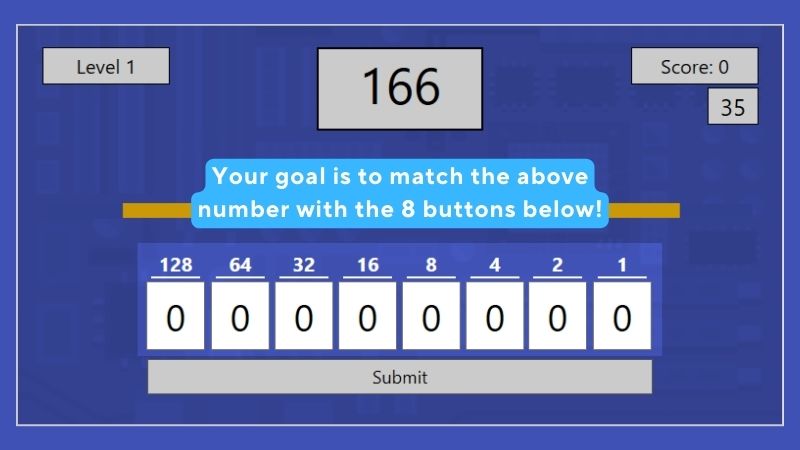 Level 1
166
Score: 0
35
Your goal is to match the above
number with the 8 buttons below!
128 64 32 16 8 4 2 1
0 0 0 0 0 0 0 0
Submit